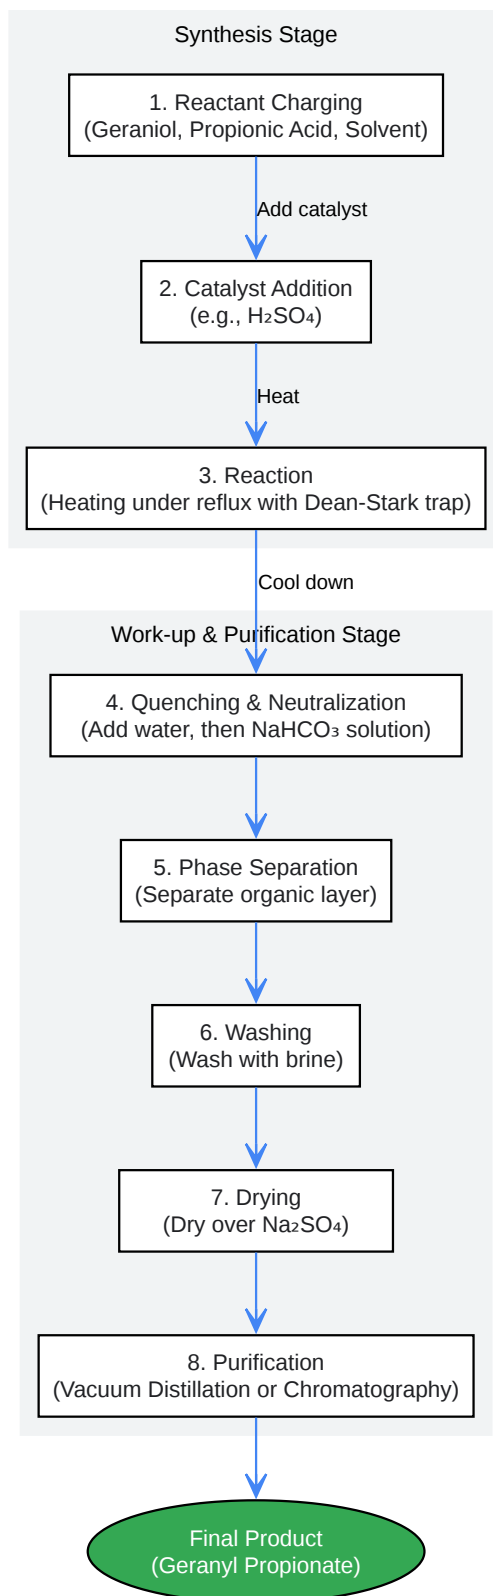 Synthesis Stage
1. Reactant Charging
(Geraniol, Propionic Acid, Solvent)
Add catalyst
2. Catalyst Addition
(e.g., H₂SO₄)
Heat
3. Reaction
(Heating under reflux with Dean-Stark trap)
Cool down
Work-up & Purification Stage
4. Quenching & Neutralization
(Add water, then NaHCO₃ solution)
5. Phase Separation
(Separate organic layer)
6. Washing
(Wash with brine)
7. Drying
(Dry over Na₂SO₄)
8. Purification
(Vacuum Distillation or Chromatography)
Final Product
(Geranyl Propionate)